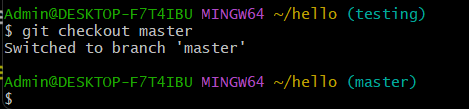 Admin@DESKTOP-F7T4IBU MINGW64 ~/hello (testing)
$ git checkout master
Switched to branch 'master'
Admin@DESKTOP-F7T4IBU MINGW64 ~/hello (master)
$